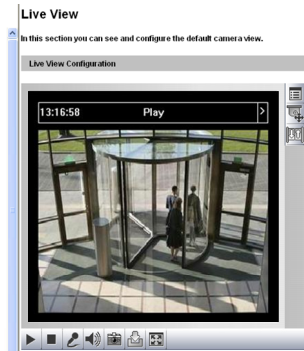 Live View
In this section you can see and configure the default camera view.
Live View Configuration
13:16:58 Play >